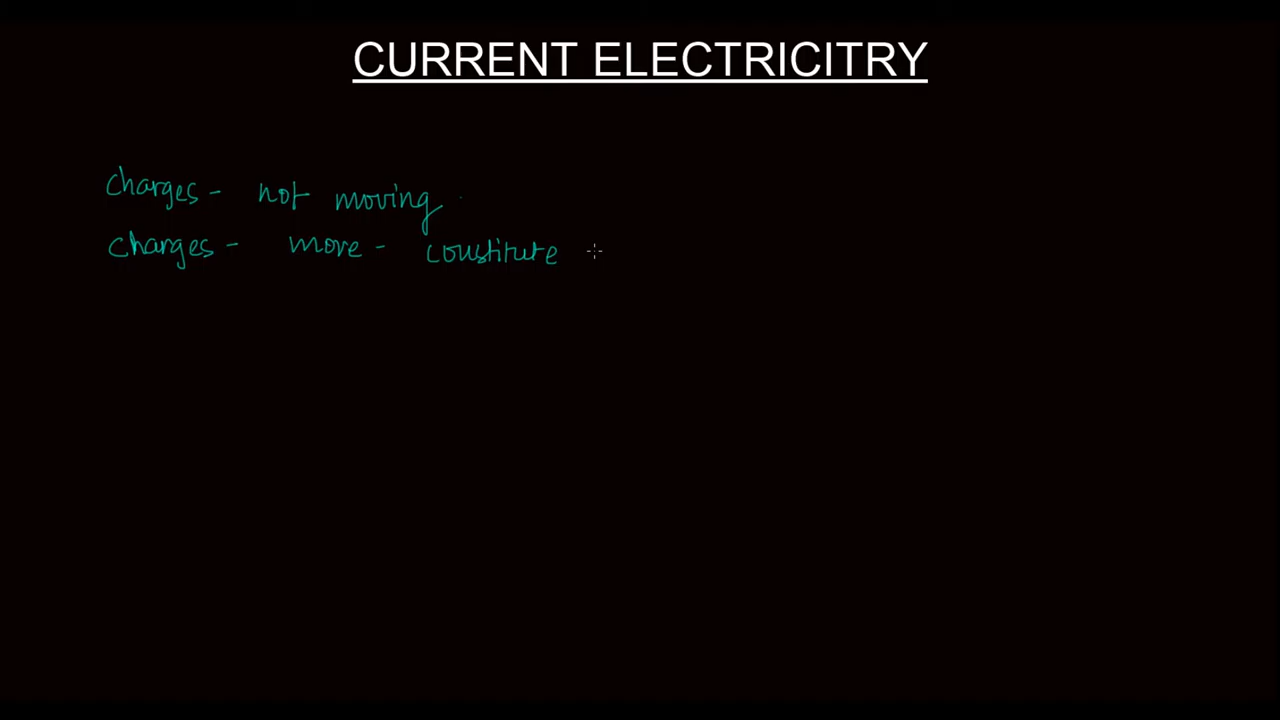 CURRENT ELECTRICITRY
Charges - not moving.
Charges - move - constitute